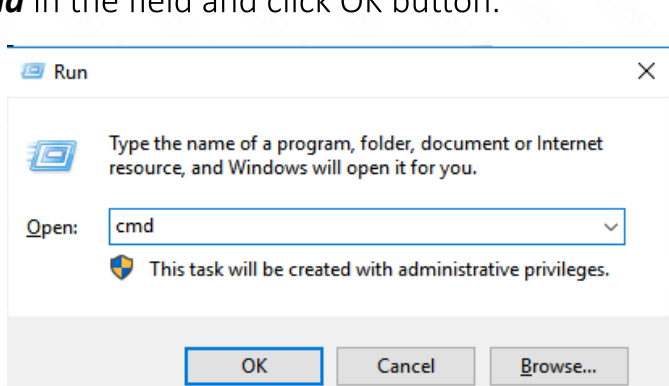 in the field and click OK button.
Run
Type the name of a program, folder, document or Internet
resource, and Windows will open it for you.
Open:
cmd
This task will be created with administrative privileges.
OK Cancel Browse...